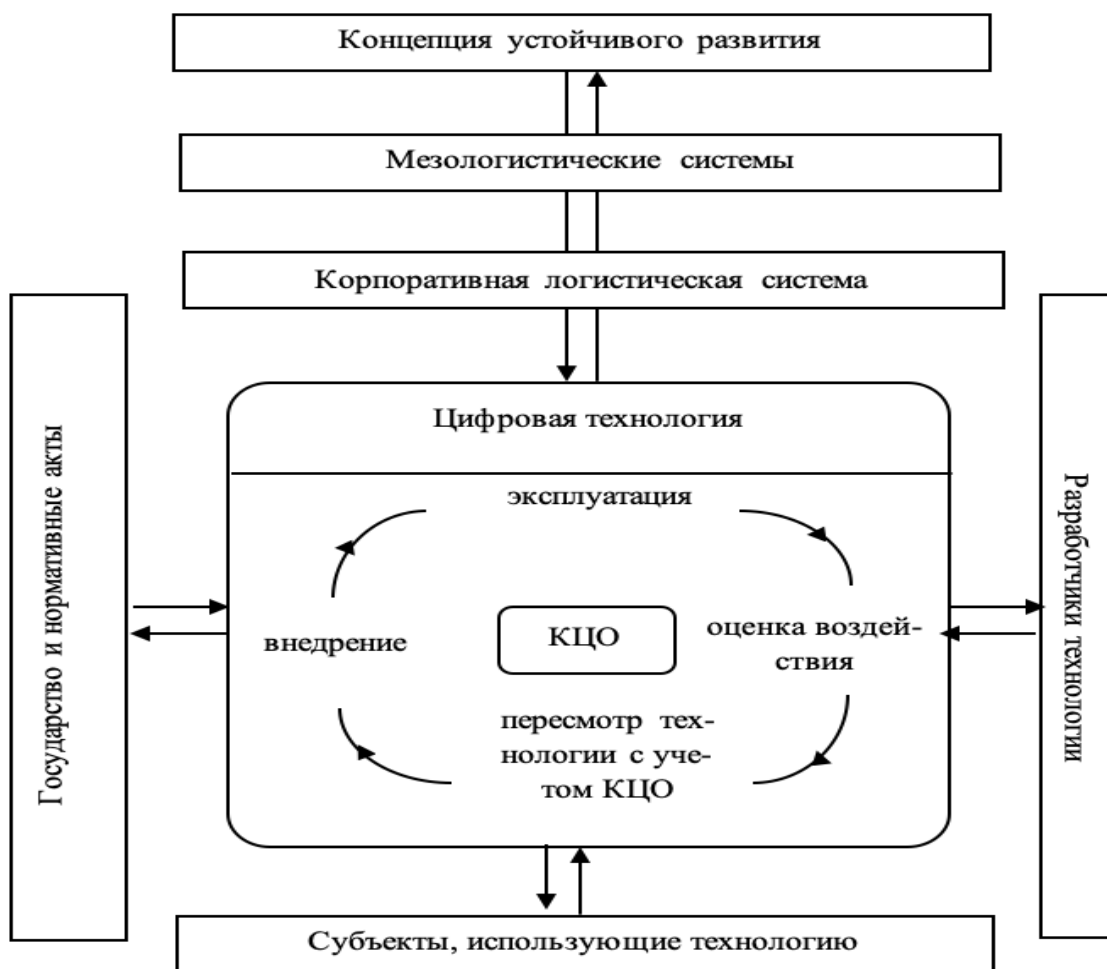 Концепция устойчивого развития
Мезологистические системы
Корпоративная логистическая система
Государство и нормативные акты
Цифровая технология
эксплуатация
внедрение
КЦО
оценка воздей-
ствия
пересмотр тех-
нологии с уче-
том КЦО
Разработчики технологии
Субъекты, использующие технологию